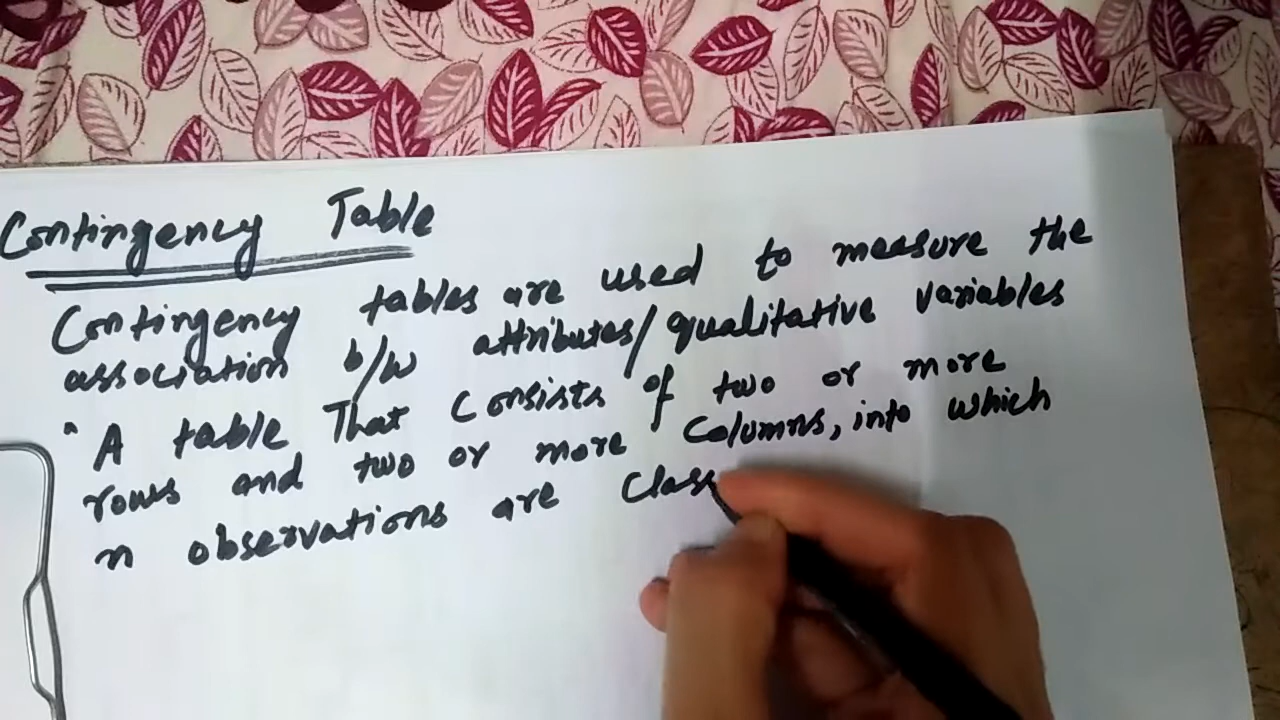 Contingency Table
Contingency tables are used to measure the
association b/w attributes/qualitative variables
" A table That consists of two or more
rows and two or more columns, into which
n observations are class